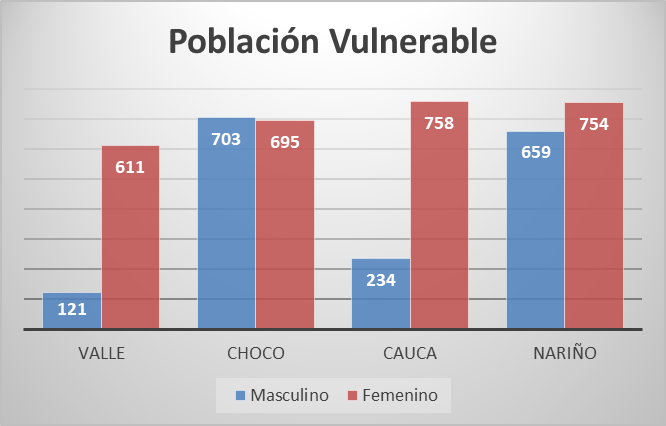 Población Vulnerable
121
611
703
695
234
758
659
754
VALLE
CHOCO
CAUCA
NARIÑO
Masculino
Femenino